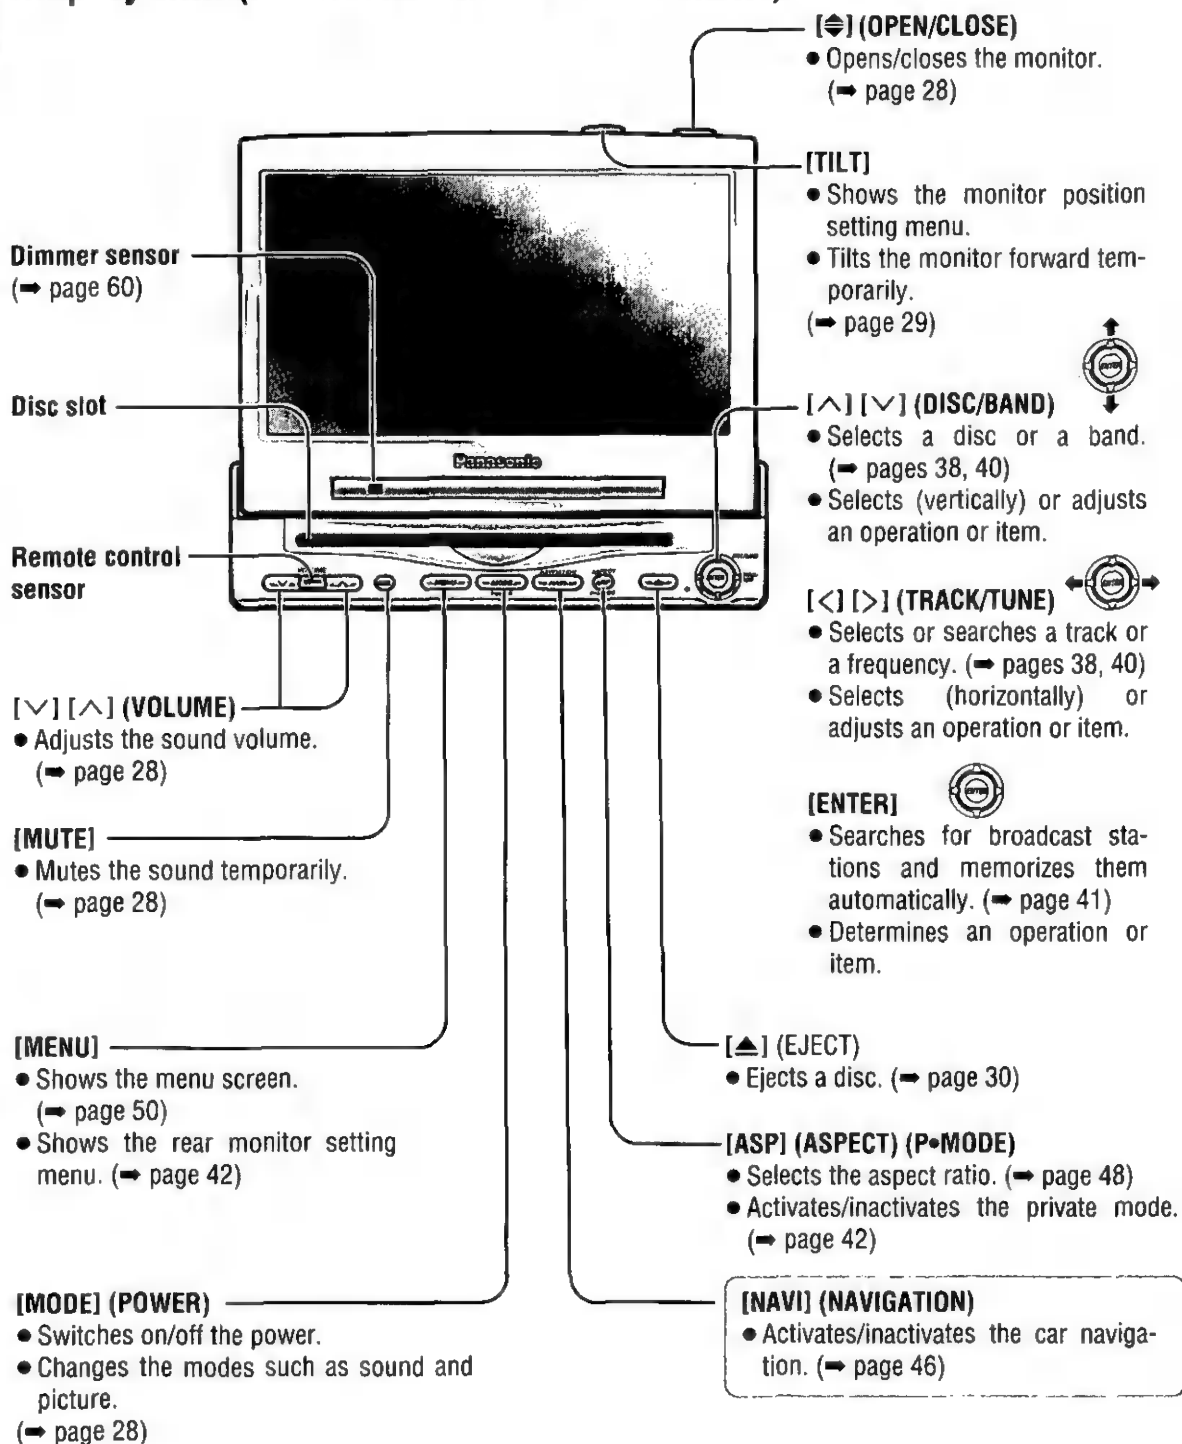 [⏏] (OPEN/CLOSE)
● Opens/closes the monitor.
(➡ page 28)
[TILT]
● Shows the monitor position
setting menu.
● Tilts the monitor forward tem-
porarily.
(➡ page 29)
Dimmer sensor
(➡ page 60)
Disc slot
Remote control
sensor
Panasonic
[∧] [∨] (DISC/BAND)
● Selects a disc or a band.
(➡ pages 38, 40)
● Selects (vertically) or adjusts
an operation or item.
[<] [>] (TRACK/TUNE)
● Selects or searches a track or
a frequency. (➡ pages 38, 40)
● Selects (horizontally) or
adjusts an operation or item.
[∨] [∧] (VOLUME)
● Adjusts the sound volume.
(➡ page 28)
[MUTE]
● Mutes the sound temporarily.
(➡ page 28)
ENTER
[ENTER]
● Searches for broadcast sta-
tions and memorizes them
automatically. (➡ page 41)
● Determines an operation or
item.
[MENU]
● Shows the menu screen.
(➡ page 50)
● Shows the rear monitor setting
menu. (➡ page 42)
[⏏] (EJECT)
● Ejects a disc. (➡ page 30)
[ASP] (ASPECT) (P•MODE)
● Selects the aspect ratio. (➡ page 48)
● Activates/inactivates the private mode.
(➡ page 42)
[MODE] (POWER)
● Switches on/off the power.
● Changes the modes such as sound and
picture.
(➡ page 28)
[NAVI] (NAVIGATION)
● Activates/inactivates the car naviga-
tion. (➡ page 46)